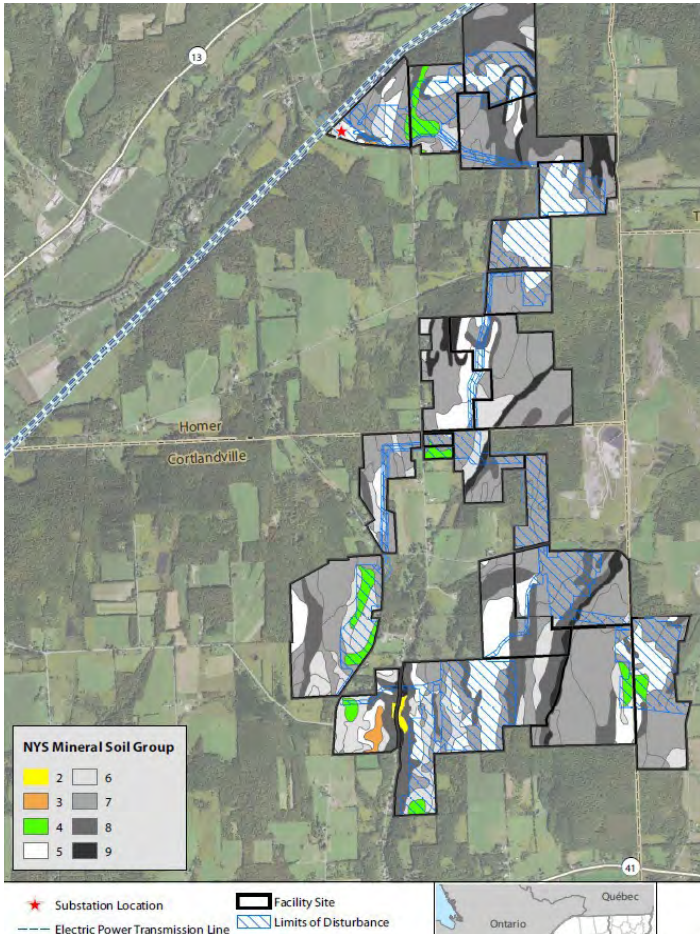 13
T
Homer
Cortlandville
NYS Mineral Soil Group
2 6
3 7
4 8
5 9
41
Substation Location
Facility Site
Québec
Electric Power Transmission Line
Limits of Disturbance
Ontario